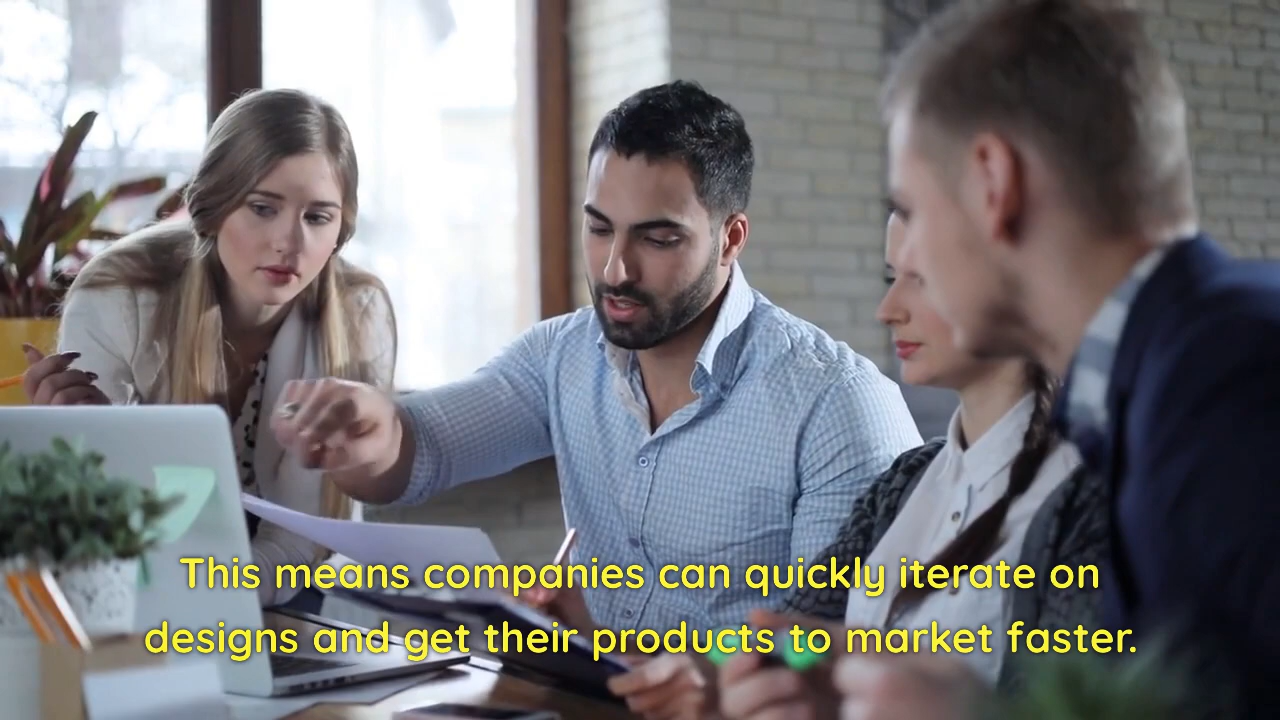 This means companies can quickly iterate on
designs and get their products to market faster.